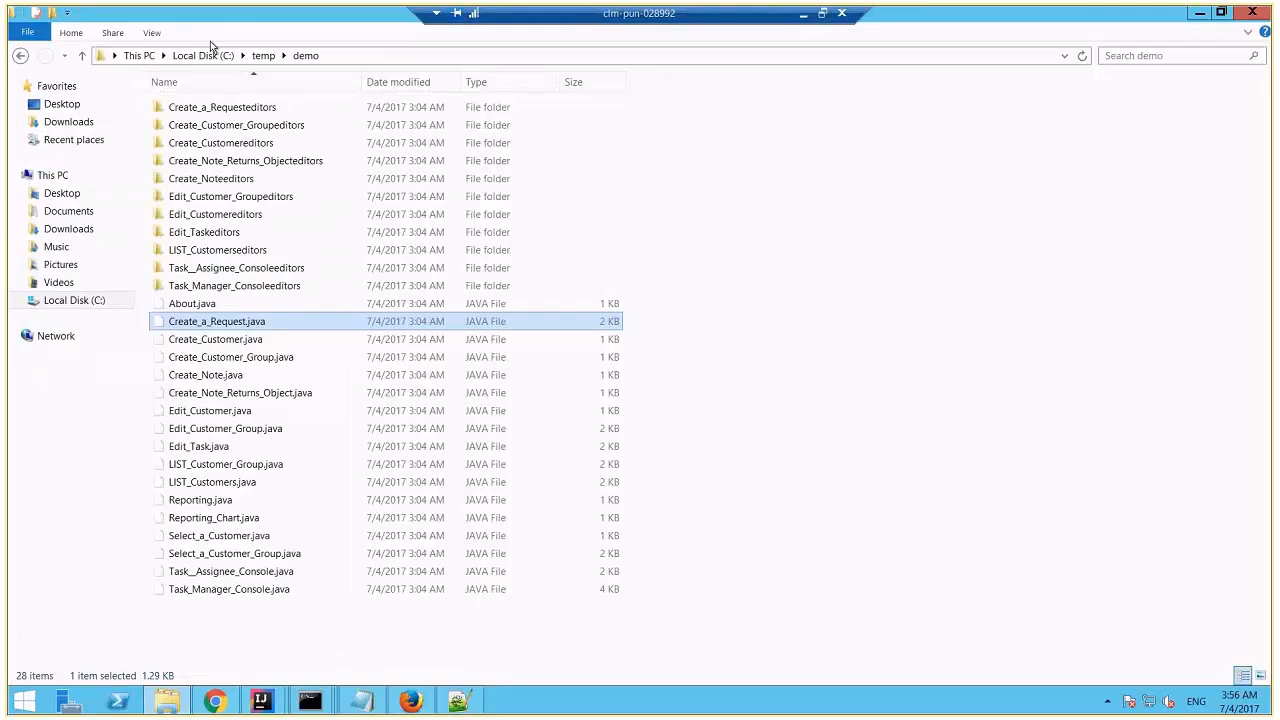 clm-pun-028992
File Home Share View
This PC Local Disk (C:) temp demo Search demo
Name Date modified Type Size
Favorites
Desktop
Downloads
Recent places
This PC
Desktop
Documents
Downloads
Music
Pictures
Videos
Local Disk (C:)
Network
Create_a_Requesteditors 7/4/2017 3:04 AM File folder
Create_Customer_Groupeditors 7/4/2017 3:04 AM File folder
Create_Customereditors 7/4/2017 3:04 AM File folder
Create_Note_Returns_Objecteditors 7/4/2017 3:04 AM File folder
Create_Noteeditors 7/4/2017 3:04 AM File folder
Edit_Customer_Groupeditors 7/4/2017 3:04 AM File folder
Edit_Customereditors 7/4/2017 3:04 AM File folder
Edit_Taskeditors 7/4/2017 3:04 AM File folder
LIST_Customerseditors 7/4/2017 3:04 AM File folder
Task__Assignee_Consoleeditors 7/4/2017 3:04 AM File folder
Task_Manager_Consoleeditors 7/4/2017 3:04 AM File folder
About.java 7/4/2017 3:04 AM JAVA File 1 KB
Create_a_Request.java 7/4/2017 3:04 AM JAVA File 2 KB
Create_Customer.java 7/4/2017 3:04 AM JAVA File 1 KB
Create_Customer_Group.java 7/4/2017 3:04 AM JAVA File 1 KB
Create_Note.java 7/4/2017 3:04 AM JAVA File 1 KB
Create_Note_Returns_Object.java 7/4/2017 3:04 AM JAVA File 1 KB
Edit_Customer.java 7/4/2017 3:04 AM JAVA File 1 KB
Edit_Customer_Group.java 7/4/2017 3:04 AM JAVA File 2 KB
Edit_Task.java 7/4/2017 3:04 AM JAVA File 2 KB
LIST_Customer_Group.java 7/4/2017 3:04 AM JAVA File 2 KB
LIST_Customers.java 7/4/2017 3:04 AM JAVA File 2 KB
Reporting.java 7/4/2017 3:04 AM JAVA File 1 KB
Reporting_Chart.java 7/4/2017 3:04 AM JAVA File 1 KB
Select_a_Customer.java 7/4/2017 3:04 AM JAVA File 1 KB
Select_a_Customer_Group.java 7/4/2017 3:04 AM JAVA File 2 KB
Task__Assignee_Console.java 7/4/2017 3:04 AM JAVA File 2 KB
Task_Manager_Console.java 7/4/2017 3:04 AM JAVA File 4 KB
28 items 1 item selected 1.29 KB
ENG 3:56 AM
7/4/2017